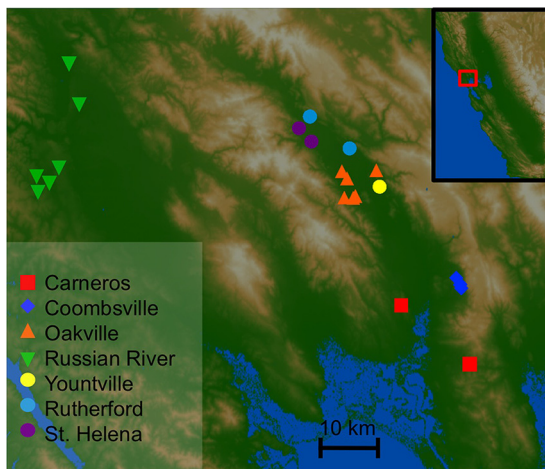 Carneros
Coombsville
Oakville
Russian River
Yountville
Rutherford
St. Helena
10 km